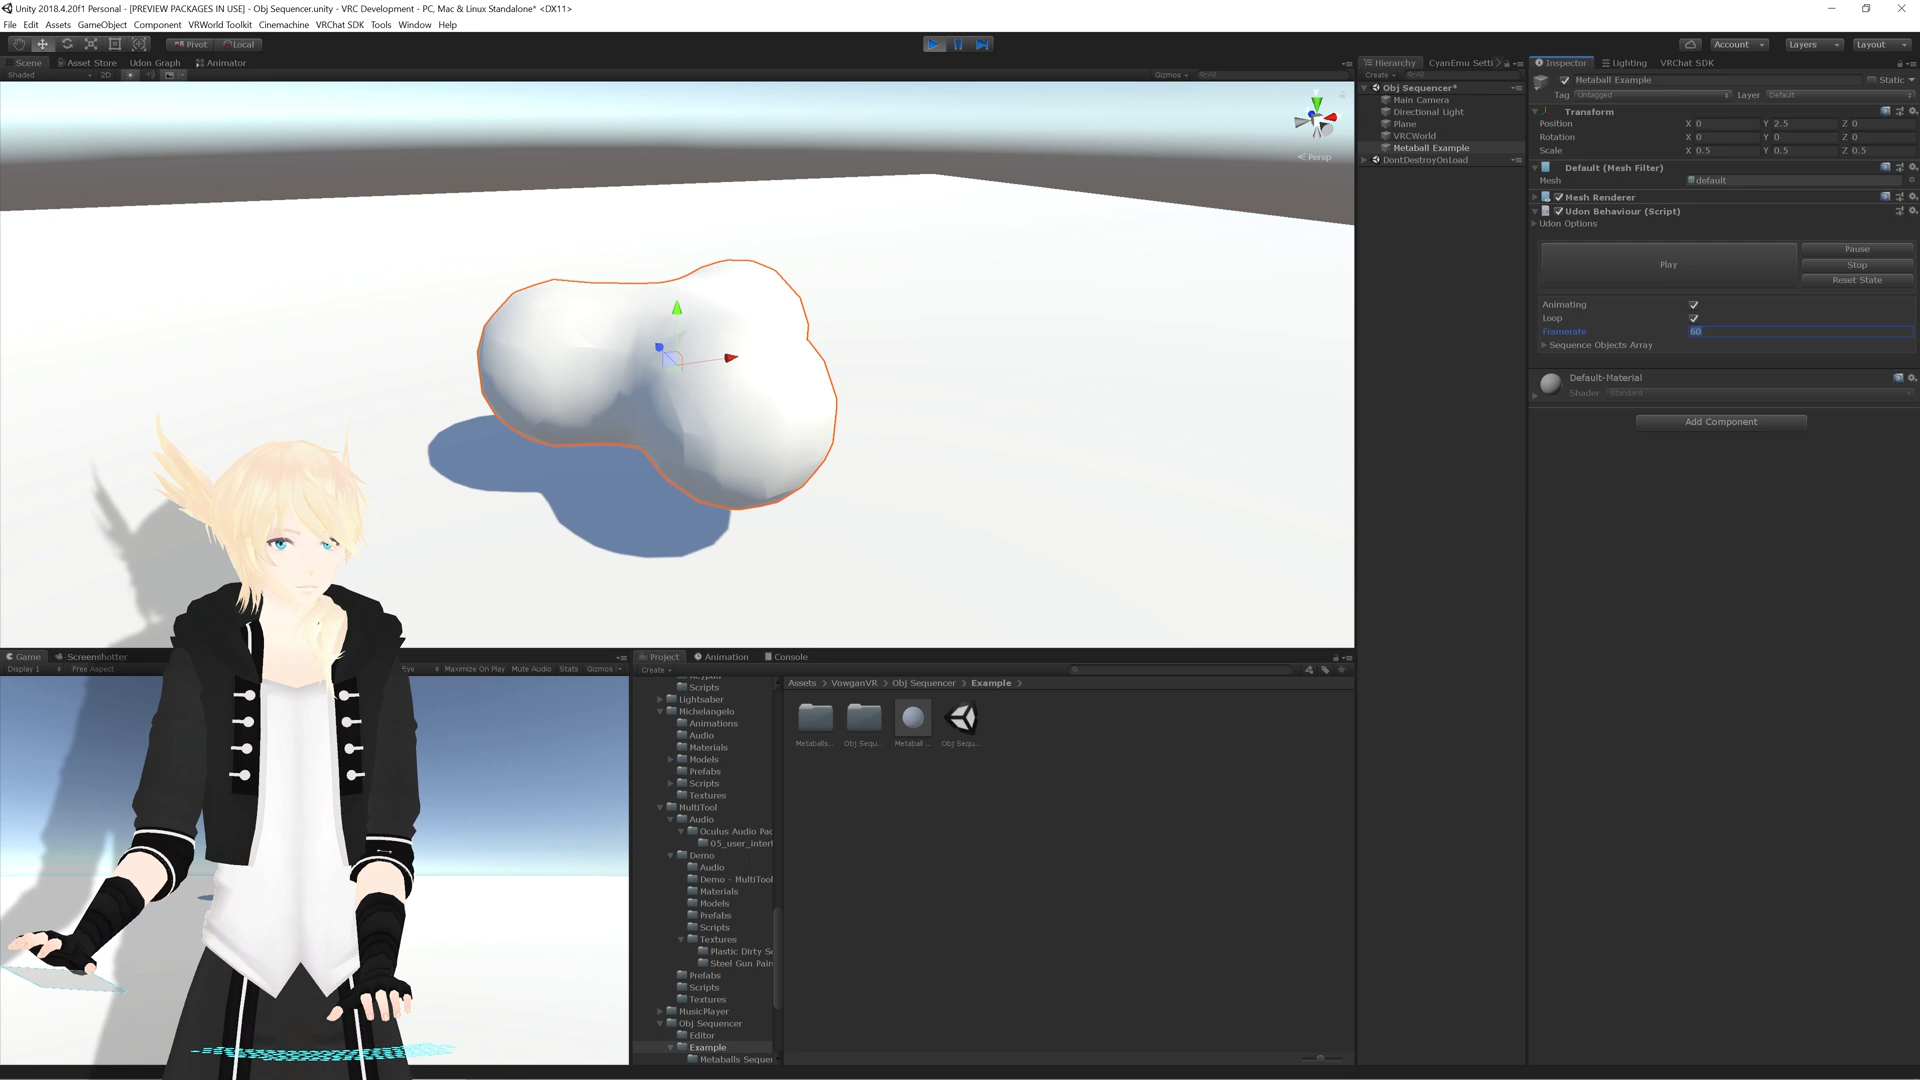 Unity 2018.4.20f1 Personal - [PREVIEW PACKAGES IN USE] - Obj Sequencer.unity - VRC Development - PC, Mac & Linux Standalone* <DX11>
File Edit Assets GameObject Component VRWorld Toolkit Cinemachine VRChat SDK Tools Window Help
Pivot Local
Account Layers Layout
Scene Asset Store Udon Graph Animator
Shaded 2D Gizmos All
Persp
Hierarchy CyanEmu Setti
Create All
Obj Sequencer*
Main Camera
Directional Light
Plane
VRCWorld
Metaball Example
DontDestroyOnLoad
Inspector Lighting VRChat SDK
Metaball Example Static
Tag Untagged Layer Default
Transform
Position X 0 Y 2.5 Z 0
Rotation X 0 Y 0 Z 0
Scale X 0.5 Y 0.5 Z 0.5
Default (Mesh Filter)
Mesh default
Mesh Renderer
Udon Behaviour (Script)
Udon Options
Play
Pause
Stop
Reset State
Animating
Loop
Framerate 60
Sequence Objects Array
Default-Material
Shader Standard
Add Component
Game Screenshotter
Display 1 Free Aspect Eye Maximize On Play Mute Audio Stats Gizmos
Project Animation Console
Create
Keypad
Scripts
Lightsaber
Michelangelo
Animations
Audio
Materials
Models
Prefabs
Scripts
Textures
MultiTool
Audio
Oculus Audio Pac
05_user_interf
Demo
Audio
Demo - MultiTool
Materials
Models
Prefabs
Scripts
Textures
Plastic Dirty S
Steel Gun Pain
Prefabs
Scripts
Textures
MusicPlayer
Obj Sequencer
Editor
Example
Metaballs Sequer
Assets > VowganVR > Obj Sequencer > Example >
Metaballs... Obj Sequ... Metaball ... Obj Sequ...